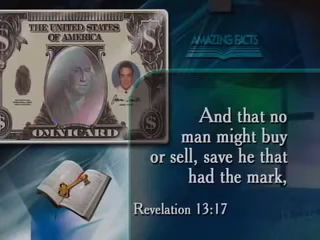 THE UNITED STATES
OF AMERICA
OMNICARD
AMAZING FACTS
And that no
man might buy
or sell, save he that
had the mark,
Revelation 13:17